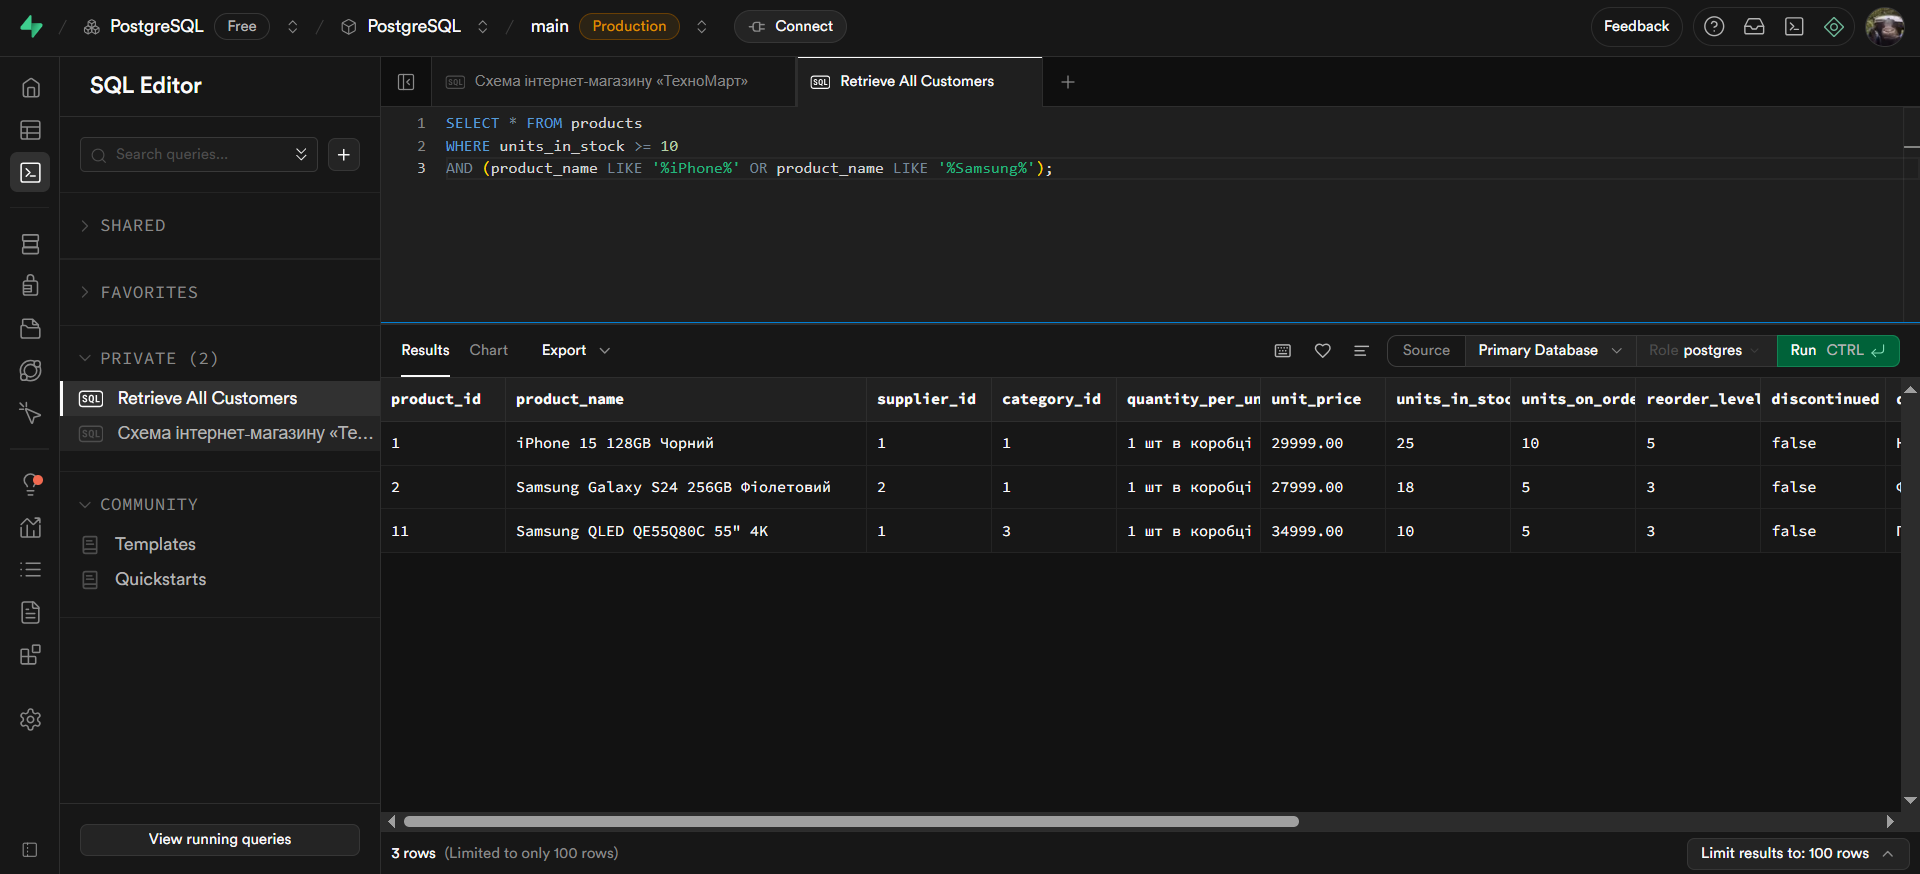 PostgreSQL Free PostgreSQL main Production Connect Feedback
SQL Editor
Search queries...
SHARED
FAVORITES
PRIVATE (2)
SQL Retrieve All Customers
SQL Схема інтернет-магазину «Те...
COMMUNITY
Templates
Quickstarts
View running queries
SQL Схема інтернет-магазину «ТехноМарт» SQL Retrieve All Customers
1 SELECT * FROM products
2 WHERE units_in_stock >= 10
3 AND (product_name LIKE '%iPhone%' OR product_name LIKE '%Samsung%');
Results Chart Export Source Primary Database Role postgres Run CTRL
product_id product_name supplier_id category_id quantity_per_un unit_price units_in_stoc units_on_orde reorder_level discontinued
1 iPhone 15 128GB Чорний 1 1 1 шт в коробці 29999.00 25 10 5 false
2 Samsung Galaxy S24 256GB Фіолетовий 2 1 1 шт в коробці 27999.00 18 5 3 false
11 Samsung QLED QE55Q80C 55" 4K 1 3 1 шт в коробці 34999.00 10 5 3 false
3 rows (Limited to only 100 rows)
Limit results to: 100 rows